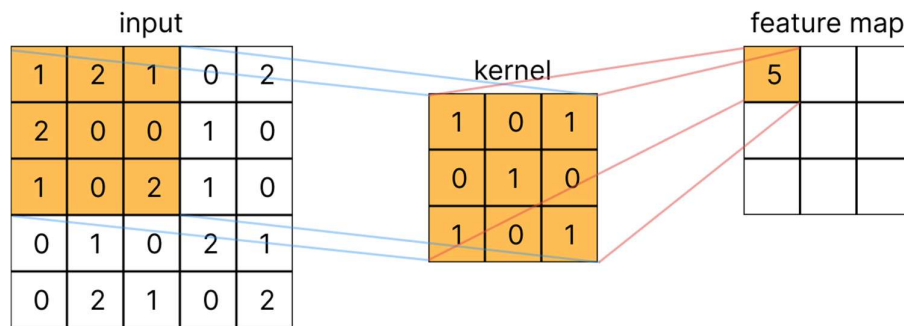 input
kernel
feature map
1 2 1 0 2
2 0 0 1 0
1 0 2 1 0
0 1 0 2 1
0 2 1 0 2
1 0 1
0 1 0
1 0 1
5